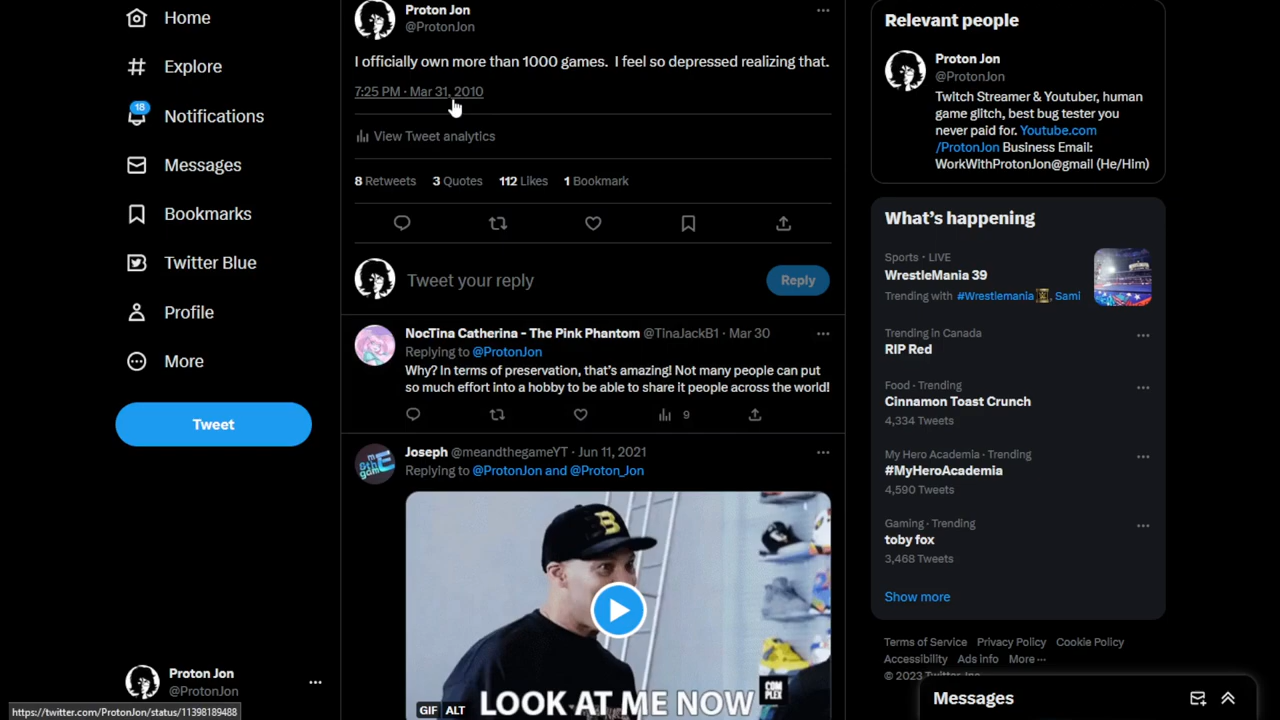 Home
Explore
18
Notifications
Messages
Bookmarks
Twitter Blue
Profile
More
Tweet
Proton Jon
@ProtonJon
https://twitter.com/ProtonJon/status/11398189488
Proton Jon
@ProtonJon
I officially own more than 1000 games.  I feel so depressed realizing that.
7:25 PM · Mar 31, 2010
View Tweet analytics
8 Retweets 3 Quotes 112 Likes 1 Bookmark
Tweet your reply
Reply
NocTina Catherina - The Pink Phantom @TinaJackB1 · Mar 30
Replying to @ProtonJon
Why? In terms of preservation, that's amazing! Not many people can put
so much effort into a hobby to be able to share it people across the world!
9
Joseph @meandthegameYT · Jun 11, 2021
Replying to @ProtonJon and @Proton_Jon
B
LOOK AT ME NOW
COM
PLEX
GIF ALT
Relevant people
Proton Jon
@ProtonJon
Twitch Streamer & Youtuber, human
game glitch, best bug tester you
never paid for. Youtube.com
/ProtonJon Business Email:
WorkWIthProtonJon@gmail (He/HIm)
What's happening
Sports · LIVE
WrestleMania 39
Trending with #Wrestlemania, Sami
Trending in Canada
RIP Red
Food · Trending
Cinnamon Toast Crunch
4,334 Tweets
My Hero Academia · Trending
#MyHeroAcademia
4,590 Tweets
Gaming · Trending
toby fox
3,468 Tweets
Show more
Terms of Service Privacy Policy Cookie Policy
Accessibility Ads info More ···
© 2023 Twitter, Inc.
Messages